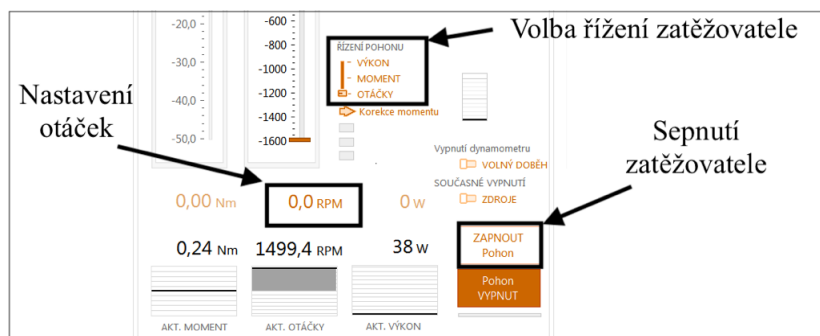 Volba řížení zatěžovatele
Nastavení
otáček
Sepnutí
zatěžovatele
-20,0
-30,0
-40,0
-50,0
-600
-800
-1000
-1200
-1400
-1600
ŘÍZENÍ POHONU
VÝKON
MOMENT
OTÁČKY
Korekce momentu
Vypnutí dynamometru
VOLNÝ DOBĚH
SOUČASNÉ VYPNUTÍ
ZDROJE
0,00 Nm
0,0 RPM
0 W
ZAPNOUT
Pohon
0,24 Nm
1499,4 RPM
38 W
Pohon
VYPNUT
AKT. MOMENT
AKT. OTÁČKY
AKT. VÝKON